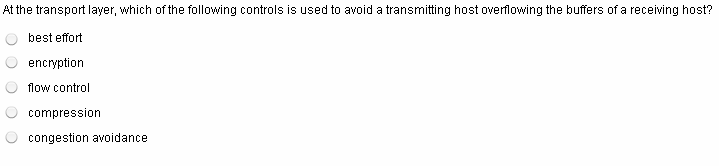 At the transport layer, which of the following controls is used to avoid a transmitting host overflowing the buffers of a receiving host?
best effort
encryption
flow control
compression
congestion avoidance